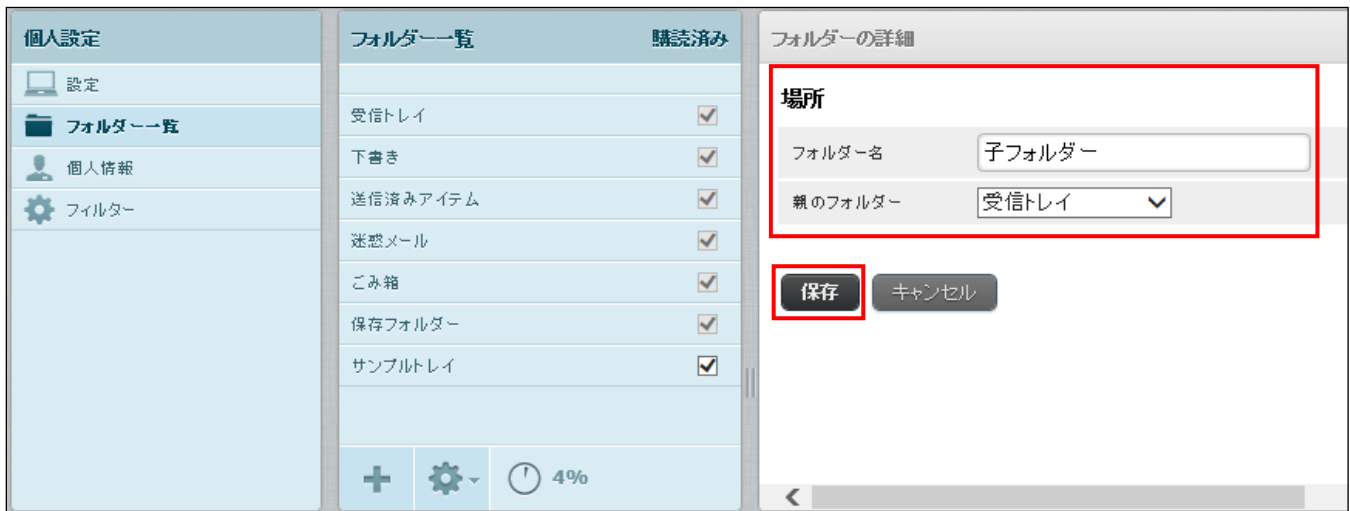 個人設定
設定
フォルダー一覧
個人情報
フィルター
フォルダー一覧 購読済み
受信トレイ
下書き
送信済みアイテム
迷惑メール
ごみ箱
保存フォルダー
サンプルトレイ
4%
フォルダーの詳細
場所
フォルダー名 子フォルダー
親のフォルダー 受信トレイ
保存 キャンセル